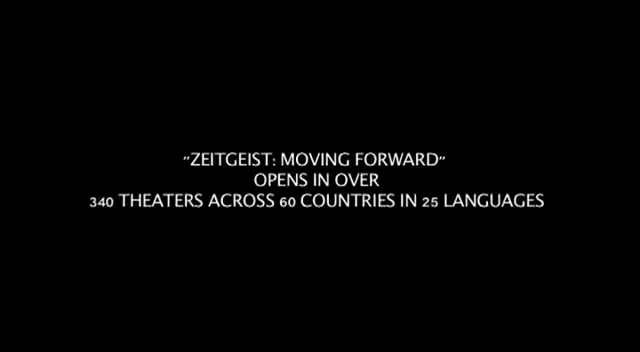 "ZEITGEIST: MOVING FORWARD"
OPENS IN OVER
340 THEATERS ACROSS 60 COUNTRIES IN 25 LANGUAGES